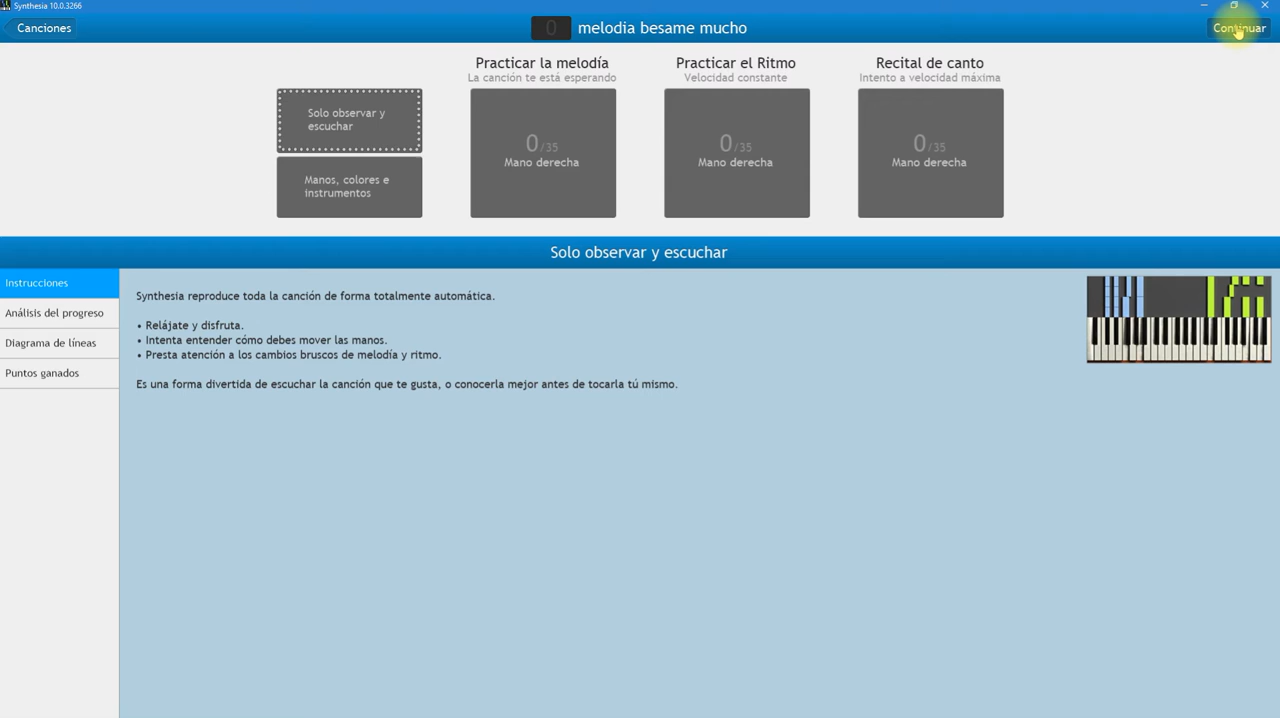 Synthesia 10.0.3266
Canciones
0
melodia besame mucho
Continuar
Solo observar y
escuchar
Manos, colores e
instrumentos
Practicar la melodía
La canción te está esperando
0/35
Mano derecha
Practicar el Ritmo
Velocidad constante
0/35
Mano derecha
Recital de canto
Intento a velocidad máxima
0/35
Mano derecha
Solo observar y escuchar
Instrucciones
Análisis del progreso
Diagrama de líneas
Puntos ganados
Synthesia reproduce toda la canción de forma totalmente automática.
• Relájate y disfruta.
• Intenta entender cómo debes mover las manos.
• Presta atención a los cambios bruscos de melodía y ritmo.
Es una forma divertida de escuchar la canción que te gusta, o conocerla mejor antes de tocarla tú mismo.